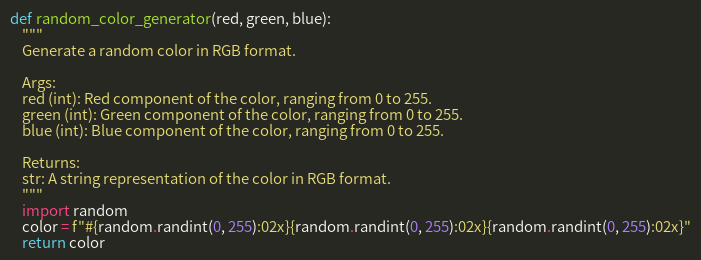 def random_color_generator(red, green, blue):
"""
Generate a random color in RGB format.
Args:
red (int): Red component of the color, ranging from 0 to 255.
green (int): Green component of the color, ranging from 0 to 255.
blue (int): Blue component of the color, ranging from 0 to 255.
Returns:
str: A string representation of the color in RGB format.
"""
import random
color = f"#{random.randint(0, 255):02x}{random.randint(0, 255):02x}{random.randint(0, 255):02x}"
return color